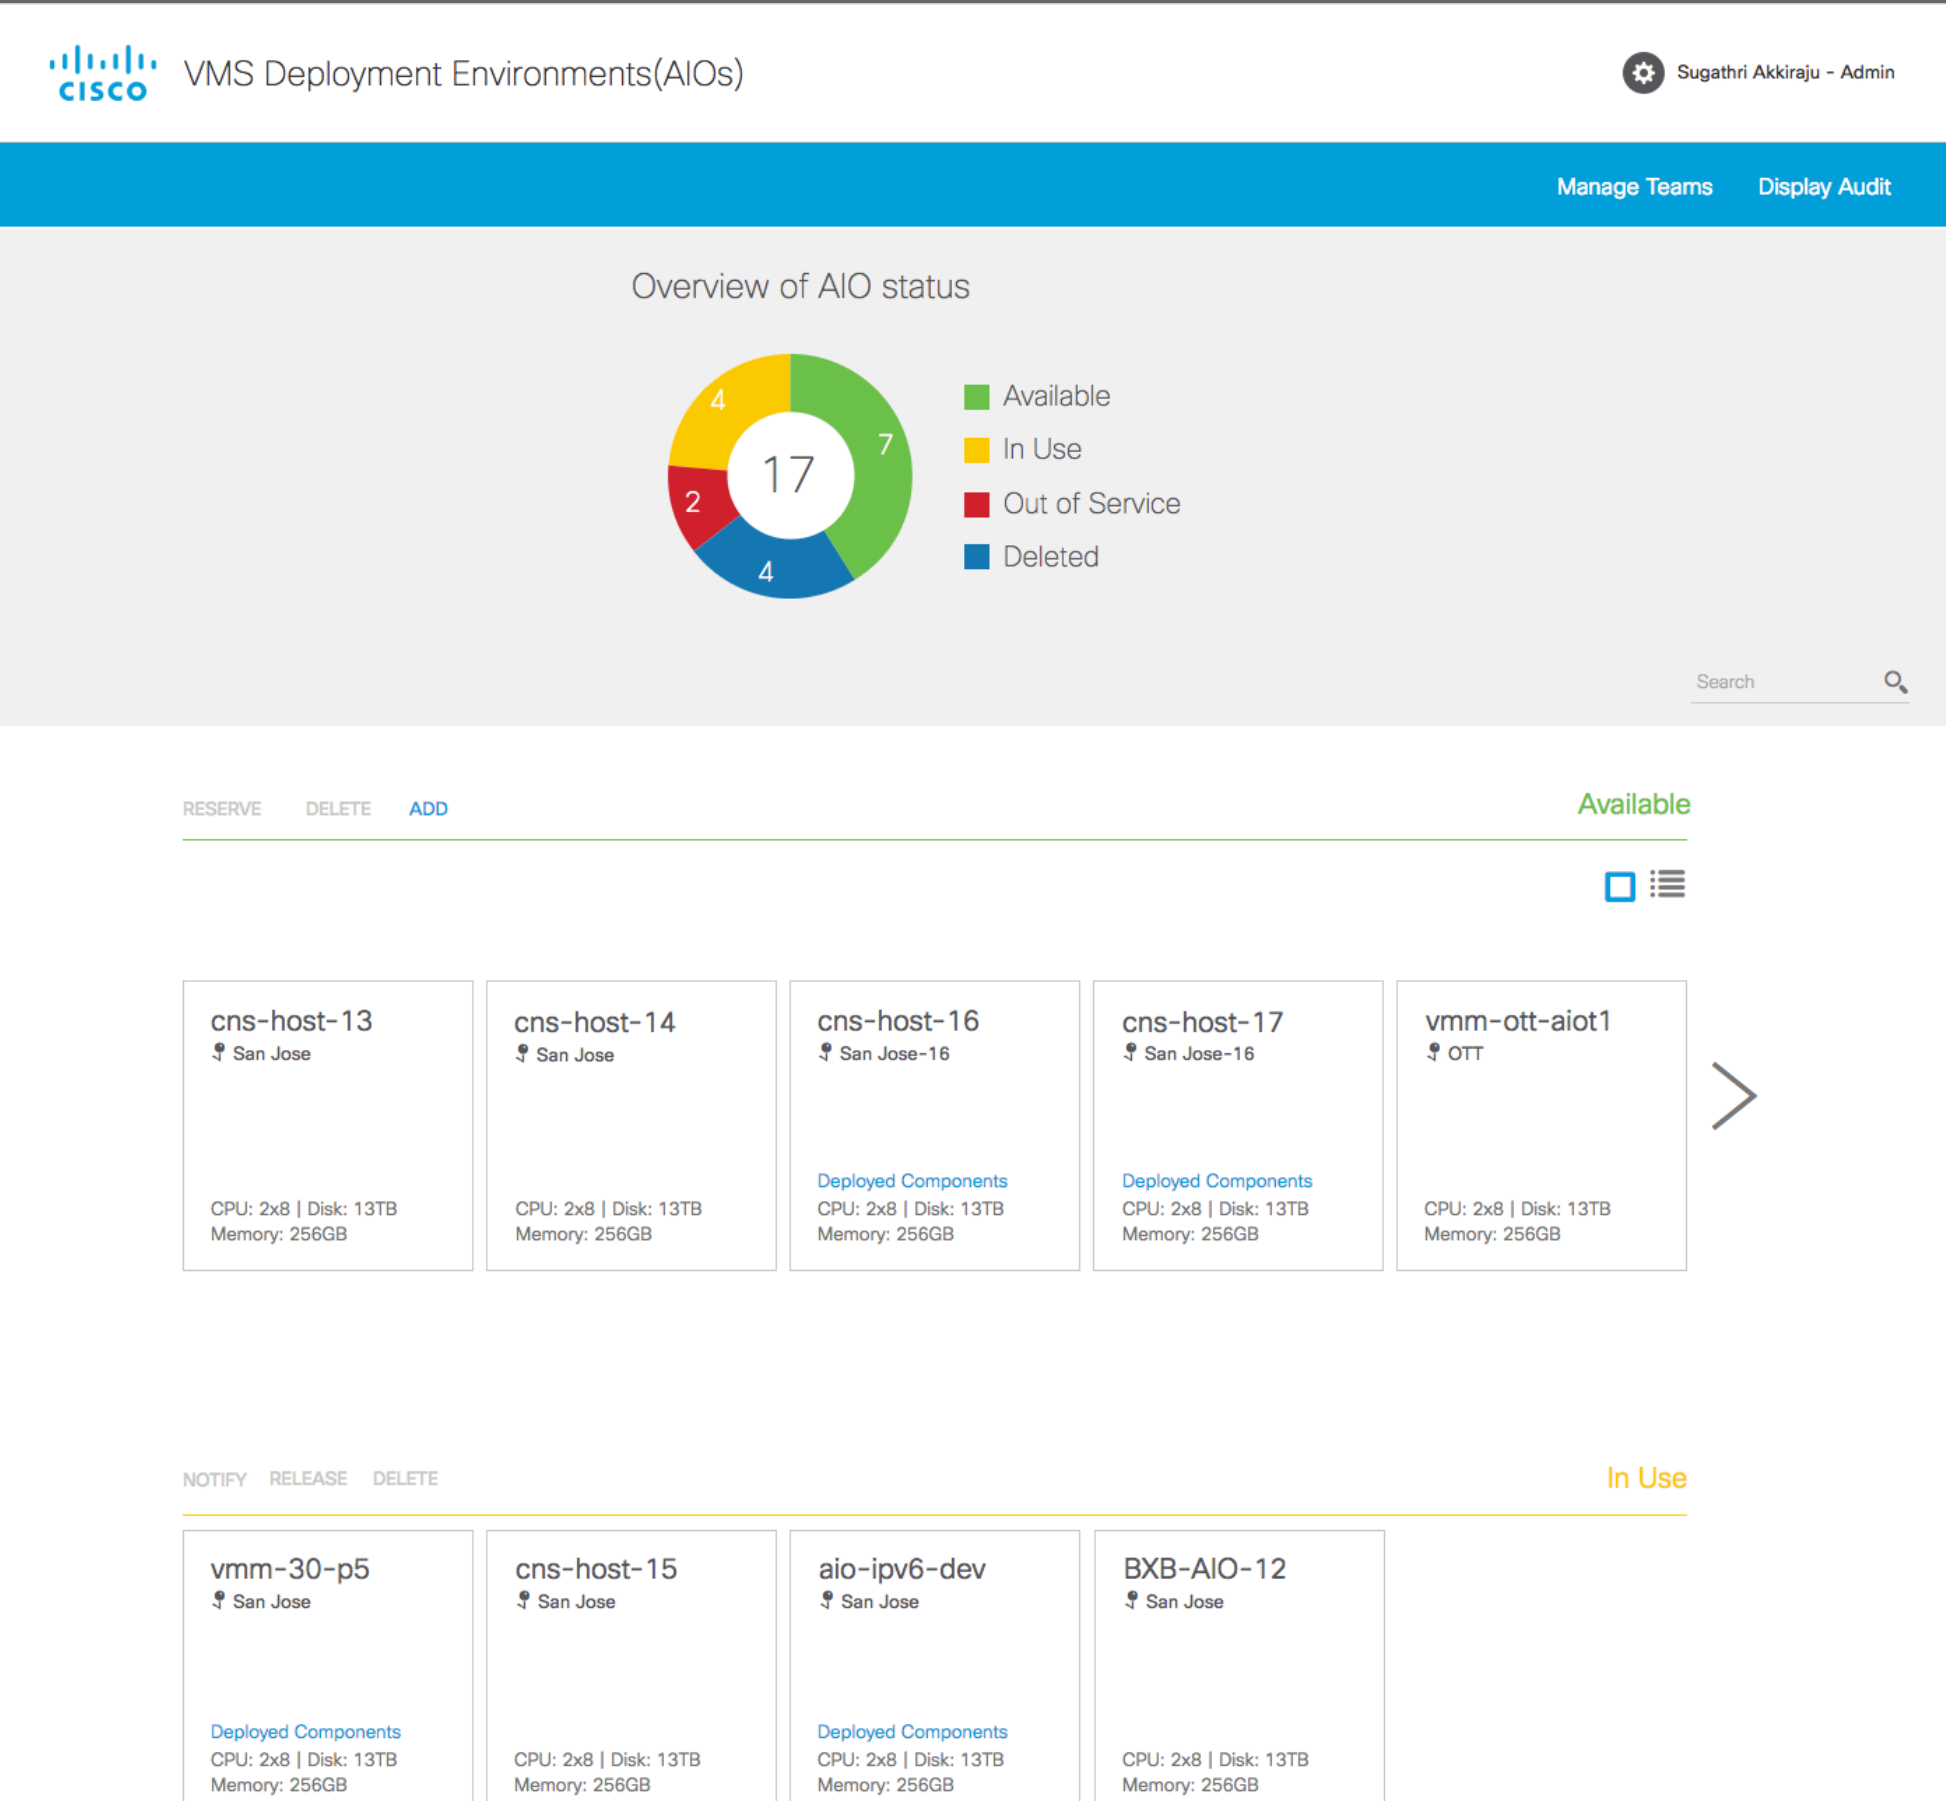 CISCO
VMS Deployment Environments(AIOs)
Sugathri Akkiraju - Admin
Manage Teams
Display Audit
Overview of AIO status
4
7
17
2
4
Available
In Use
Out of Service
Deleted
Search
RESERVE DELETE ADD
Available
cns-host-13
San Jose
CPU: 2x8 | Disk: 13TB
Memory: 256GB
cns-host-14
San Jose
CPU: 2x8 | Disk: 13TB
Memory: 256GB
cns-host-16
San Jose-16
Deployed Components
CPU: 2x8 | Disk: 13TB
Memory: 256GB
cns-host-17
San Jose-16
Deployed Components
CPU: 2x8 | Disk: 13TB
Memory: 256GB
vmm-ott-aiot1
OTT
CPU: 2x8 | Disk: 13TB
Memory: 256GB
NOTIFY RELEASE DELETE
In Use
vmm-30-p5
San Jose
Deployed Components
CPU: 2x8 | Disk: 13TB
Memory: 256GB
cns-host-15
San Jose
CPU: 2x8 | Disk: 13TB
Memory: 256GB
aio-ipv6-dev
San Jose
Deployed Components
CPU: 2x8 | Disk: 13TB
Memory: 256GB
BXB-AIO-12
San Jose
CPU: 2x8 | Disk: 13TB
Memory: 256GB